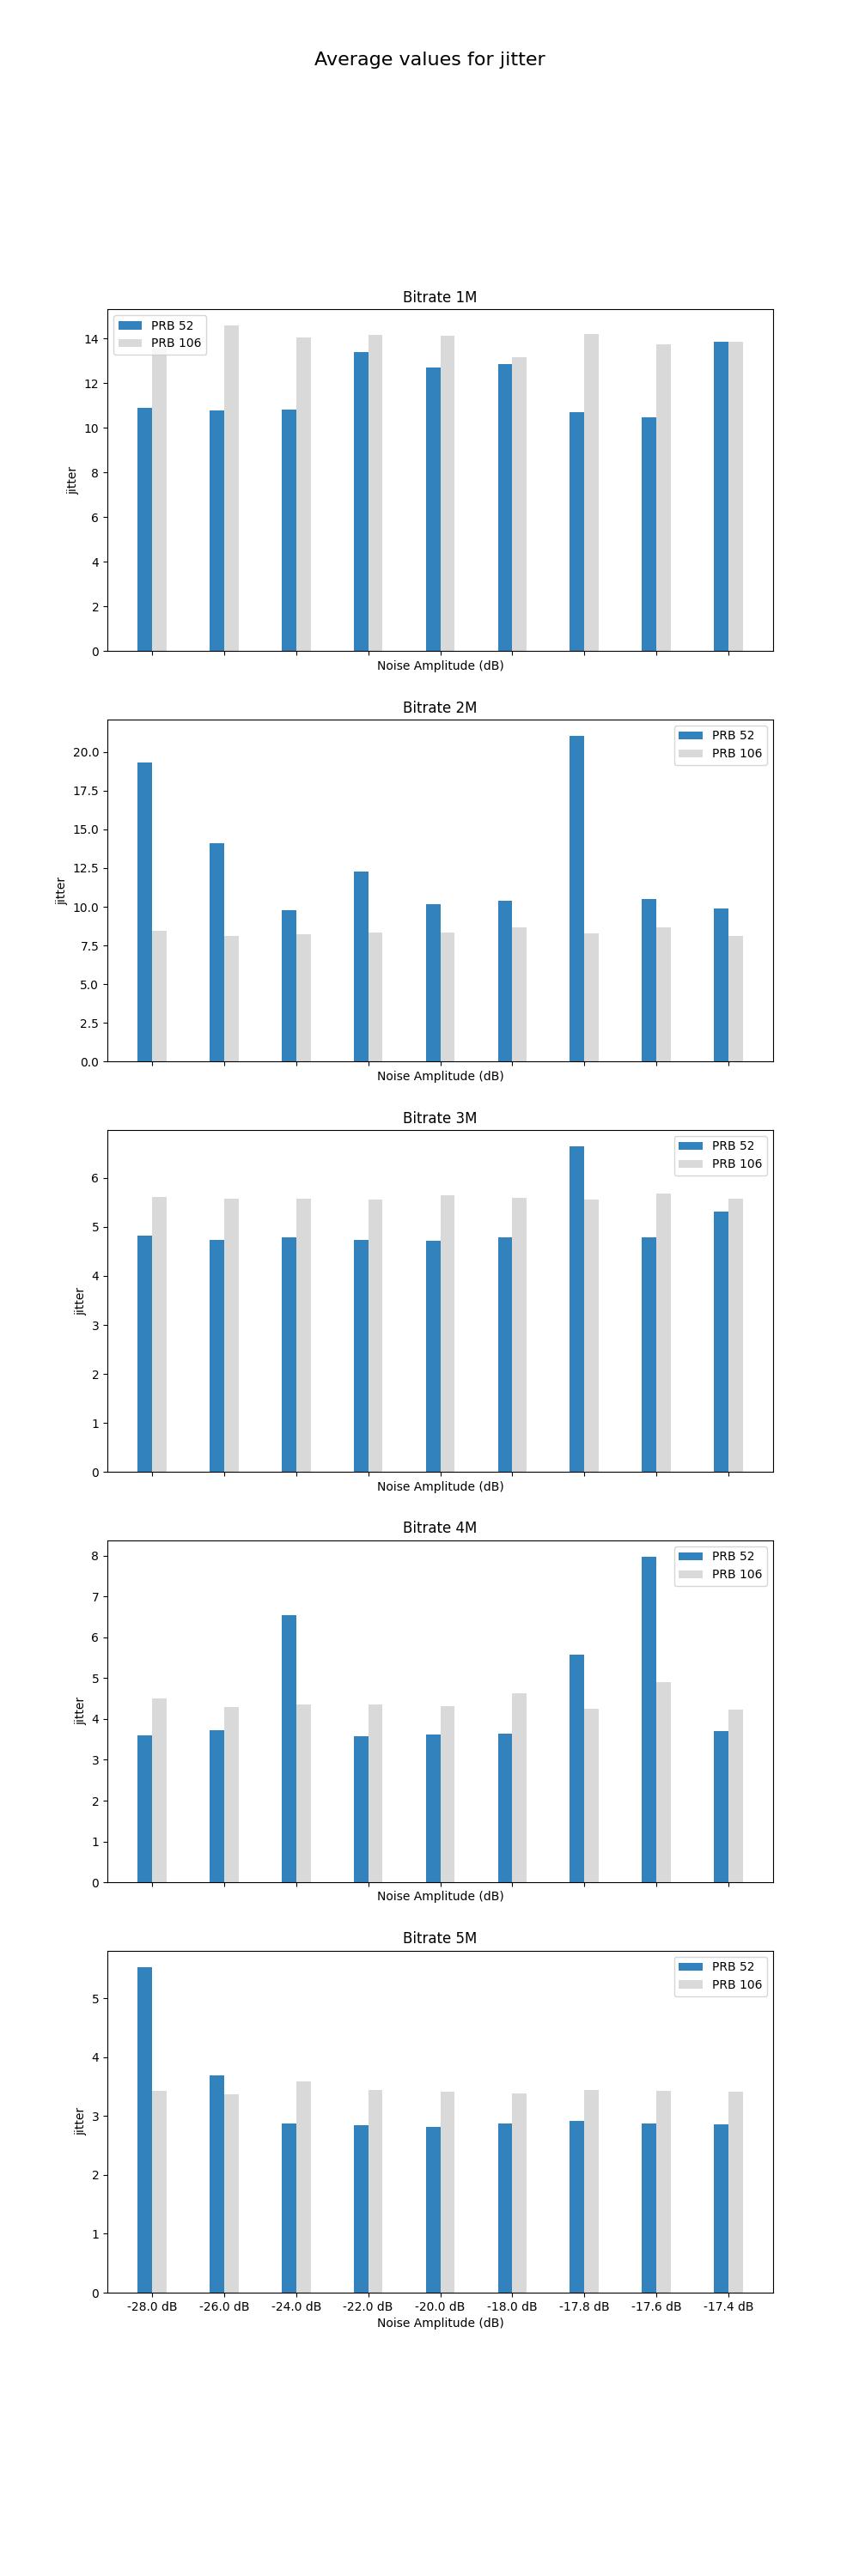 Average values for jitter
Bitrate 1M
PRB 52
PRB 106
14
12
10
8
6
4
2
0
jitter
Noise Amplitude (dB)
Bitrate 2M
PRB 52
PRB 106
20.0
17.5
15.0
12.5
10.0
7.5
5.0
2.5
0.0
jitter
Noise Amplitude (dB)
Bitrate 3M
PRB 52
PRB 106
6
5
4
3
2
1
0
jitter
Noise Amplitude (dB)
Bitrate 4M
PRB 52
PRB 106
8
7
6
5
4
3
2
1
0
jitter
Noise Amplitude (dB)
Bitrate 5M
PRB 52
PRB 106
5
4
3
2
1
0
jitter
-28.0 dB -26.0 dB -24.0 dB -22.0 dB -20.0 dB -18.0 dB -17.8 dB -17.6 dB -17.4 dB
Noise Amplitude (dB)